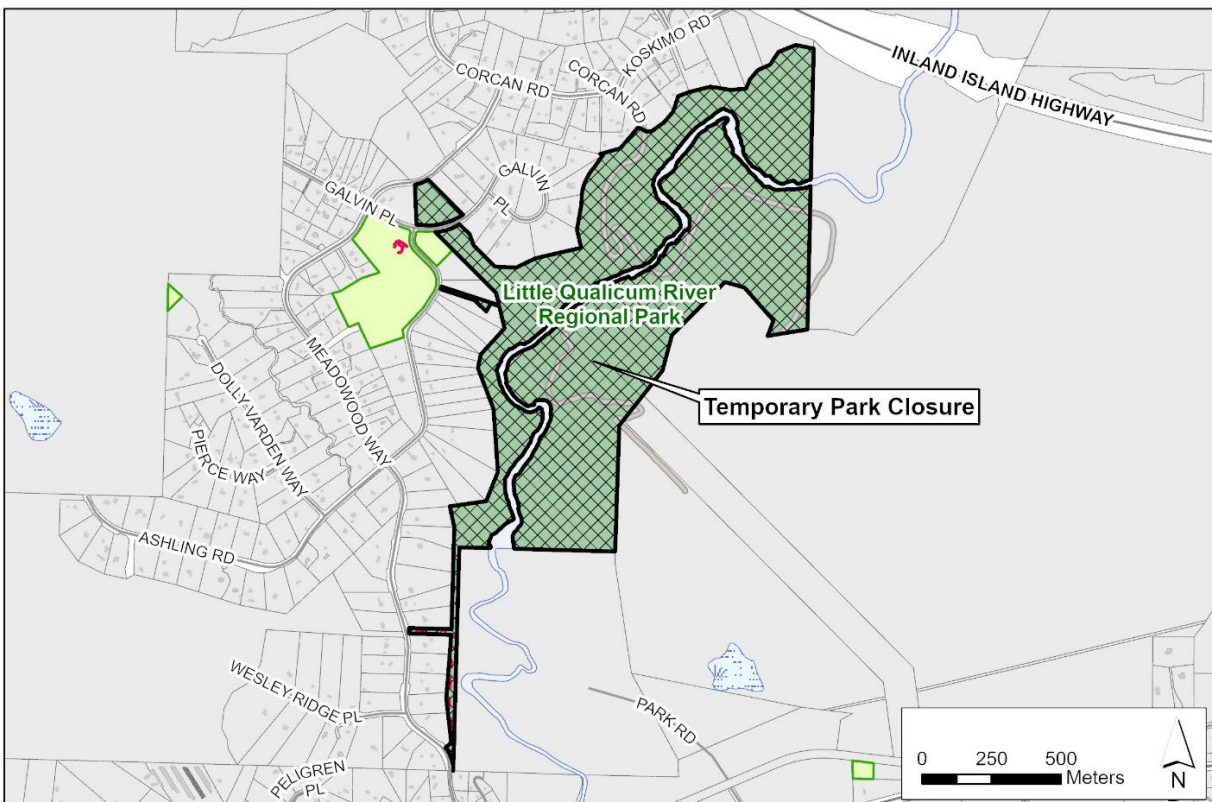 KOSKIMO RD
CORCAN RD
CORCAN RD
INLAND ISLAND HIGHWAY
GALVIN PL
GALVIN
PL
Little Qualicum River
Regional Park
MEADOWOOD WAY
DOLLY VARDEN WAY
PIERCE WAY
Temporary Park Closure
ASHLING RD
WESLEY RIDGE PL
PARK RD
PELIGREN
PL
0 250 500
Meters
N